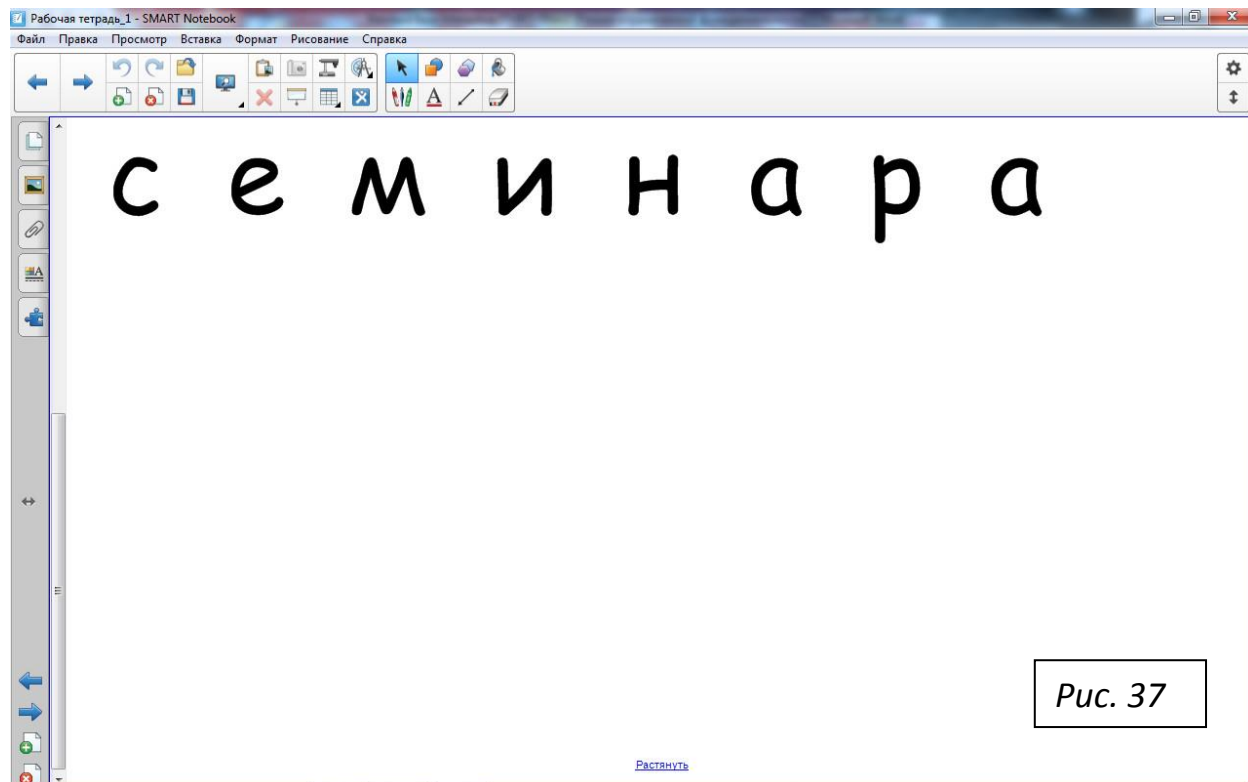 Рабочая тетрадь_1 - SMART Notebook
Файл Правка Просмотр Вставка Формат Рисование Справка
с е м и н а р а
Рис. 37
Растянуть